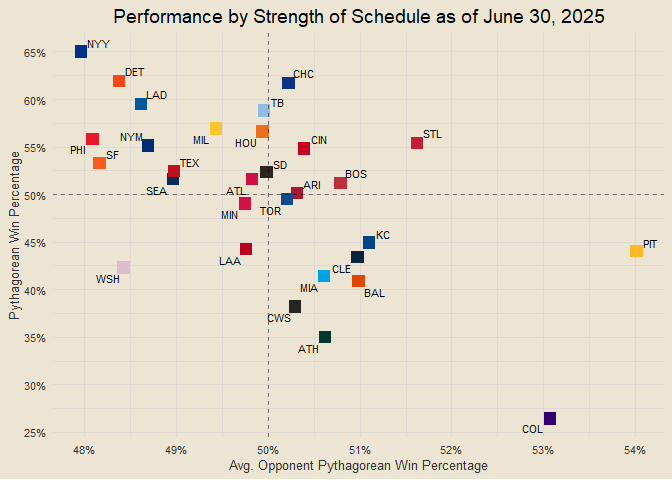 Performance by Strength of Schedule as of June 30, 2025
65%
60%
55%
50%
45%
40%
35%
30%
25%
Pythagorean Win Percentage
NYY
DET
CHC
LAD
TB
NYM
MIL
HOU
CIN
STL
PHI
SF
TEX
SD
BOS
SEA
ATL
ARI
MIN
TOR
KC
PIT
LAA
WSH
CLE
MIA
BAL
CWS
ATH
COL
48%
49%
50%
51%
52%
53%
54%
Avg. Opponent Pythagorean Win Percentage